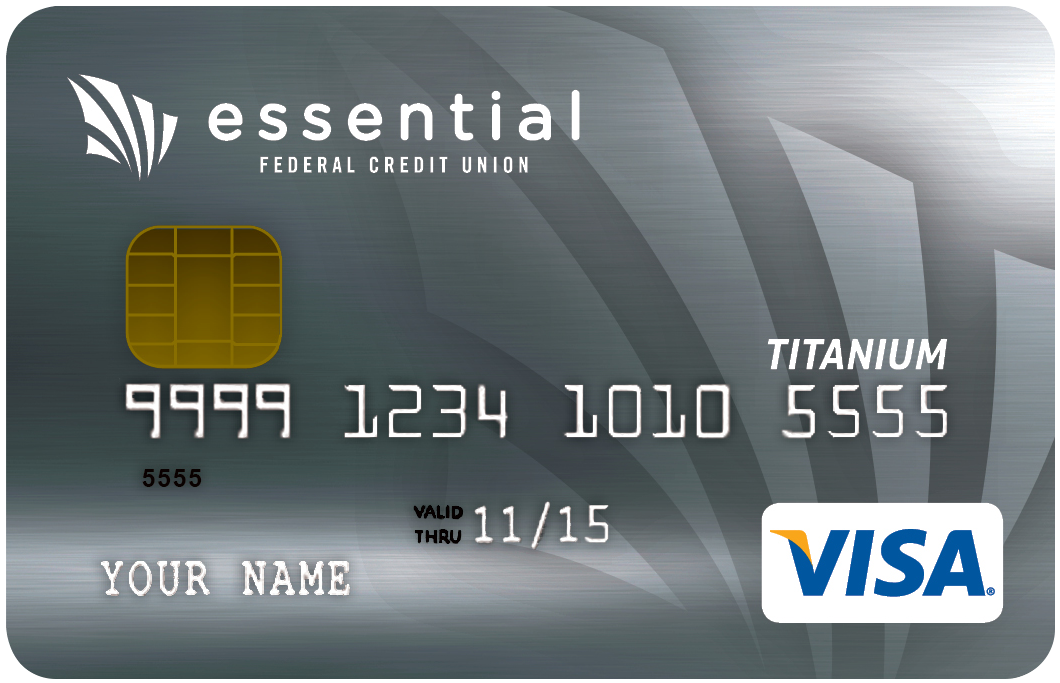 essential
FEDERAL CREDIT UNION
TITANIUM
9999 1234 1010 5555
5555
VALID
THRU 11/15
YOUR NAME
VISA®